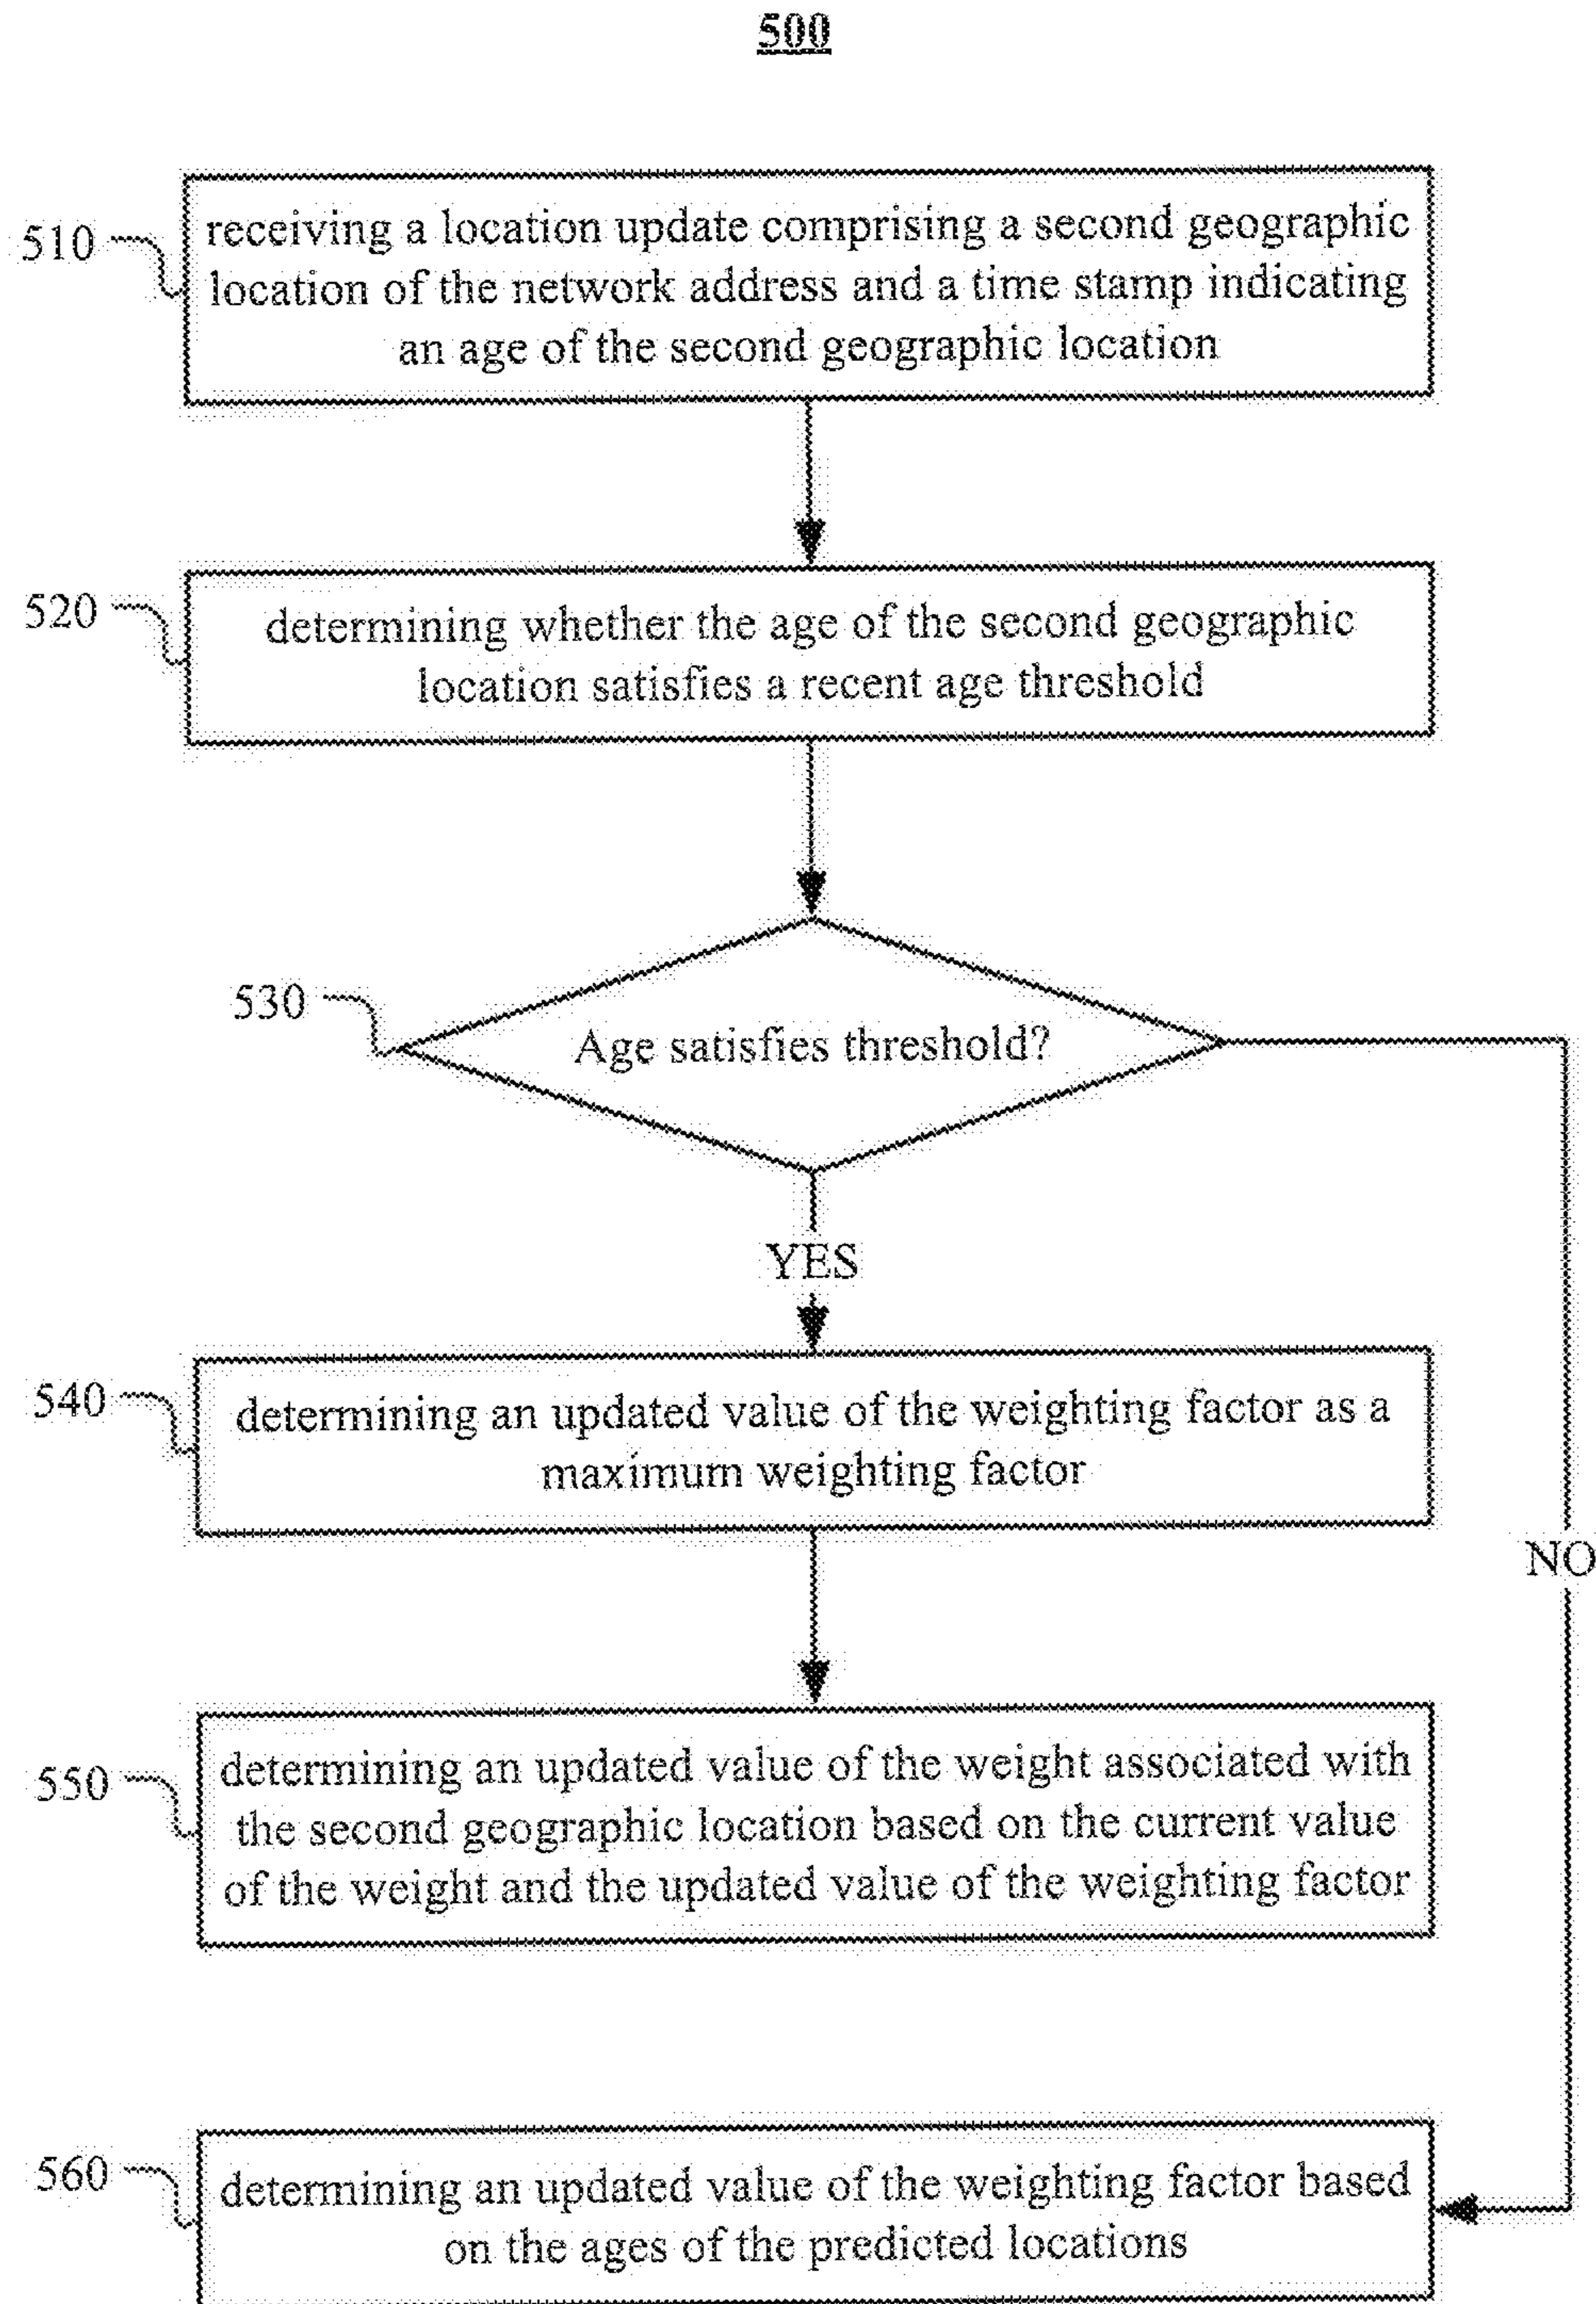 500
510
receiving a location update comprising a second geographic
location of the network address and a time stamp indicating
an age of the second geographic location
520
determining whether the age of the second geographic
location satisfies a recent age threshold
530
Age satisfies threshold?
YES
540
determining an updated value of the weighting factor as a
maximum weighting factor
NO
550
determining an updated value of the weight associated with
the second geographic location based on the current value
of the weight and the updated value of the weighting factor
560
determining an updated value of the weighting factor based
on the ages of the predicted locations